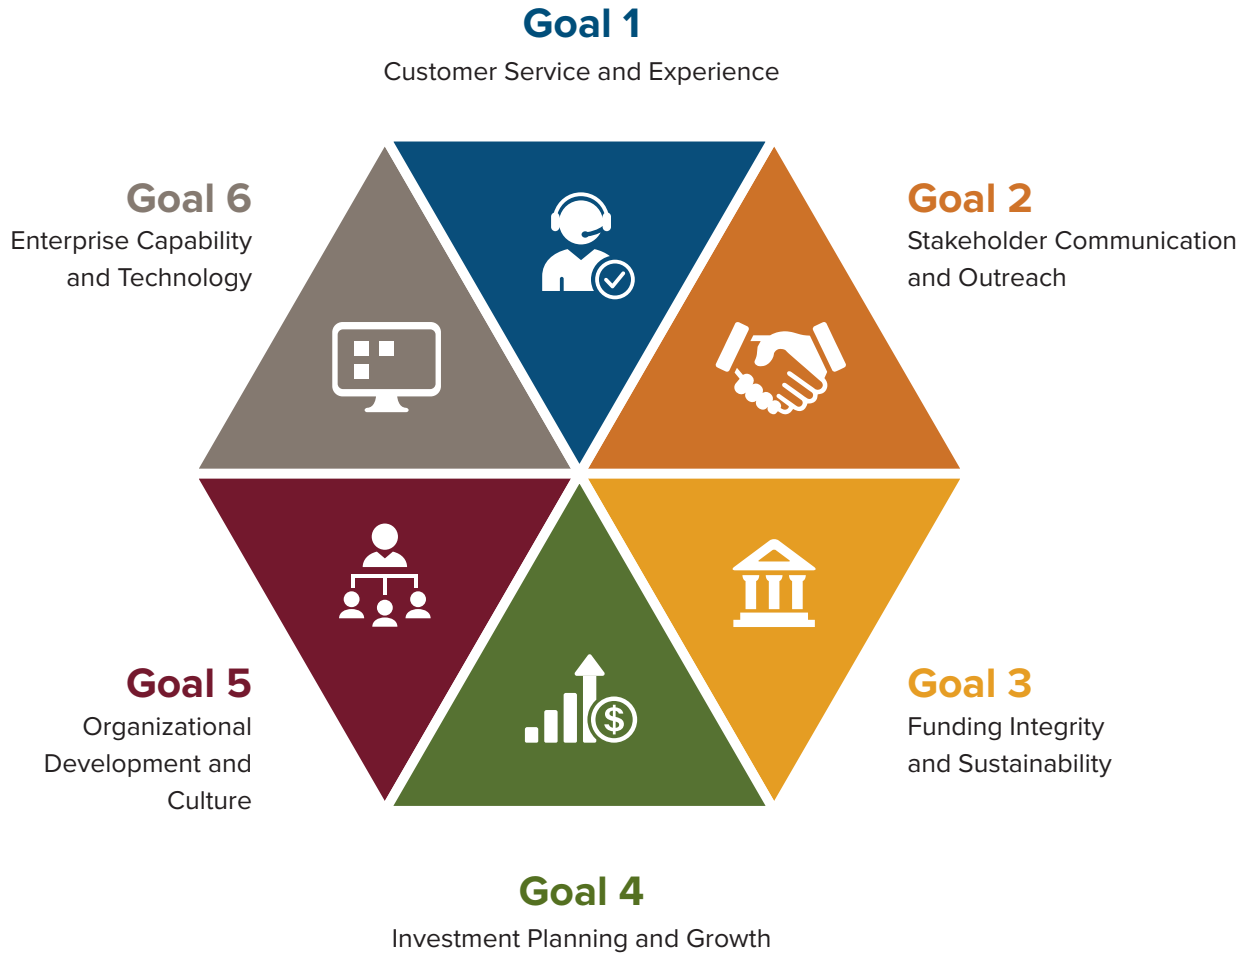 Goal 1
Customer Service and Experience
Goal 2
Stakeholder Communication
and Outreach
Goal 3
Funding Integrity
and Sustainability
Goal 4
Investment Planning and Growth
Goal 5
Organizational
Development and
Culture
Goal 6
Enterprise Capability
and Technology
$